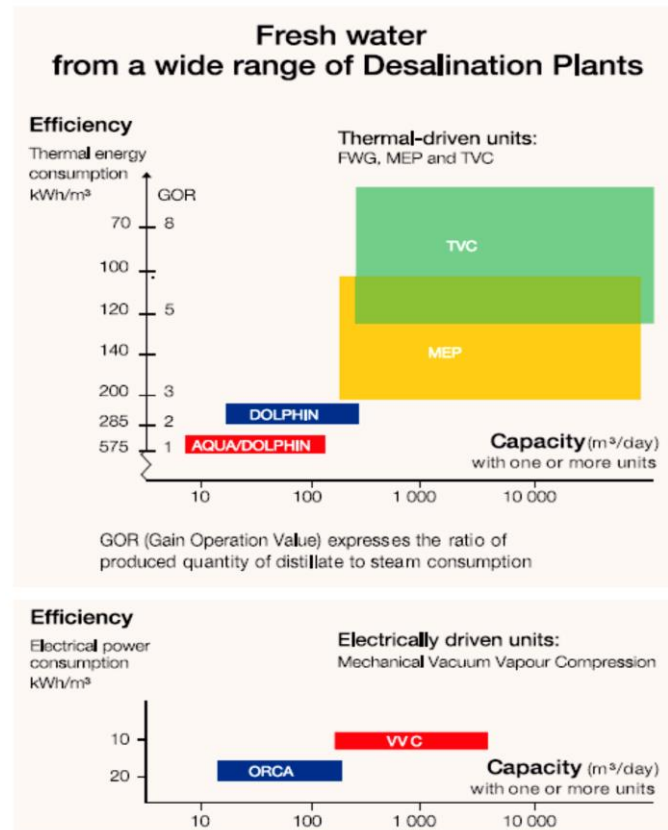 Fresh water
from a wide range of Desalination Plants
Efficiency
Thermal energy
consumption
kWh/m³
GOR
Thermal-driven units:
FWG, MEP and TVC
70 8
100
120 5
140
200 3
285 2
575 1
TVC
MEP
DOLPHIN
AQUA/DOLPHIN
Capacity (m³/day)
with one or more units
10 100 1 000 10 000
GOR (Gain Operation Value) expresses the ratio of
produced quantity of distillate to steam consumption
Efficiency
Electrical power
consumption
kWh/m³
Electrically driven units:
Mechanical Vacuum Vapour Compression
10
20
VVC
ORCA
Capacity (m³/day)
with one or more units
10 100 1 000 10 000